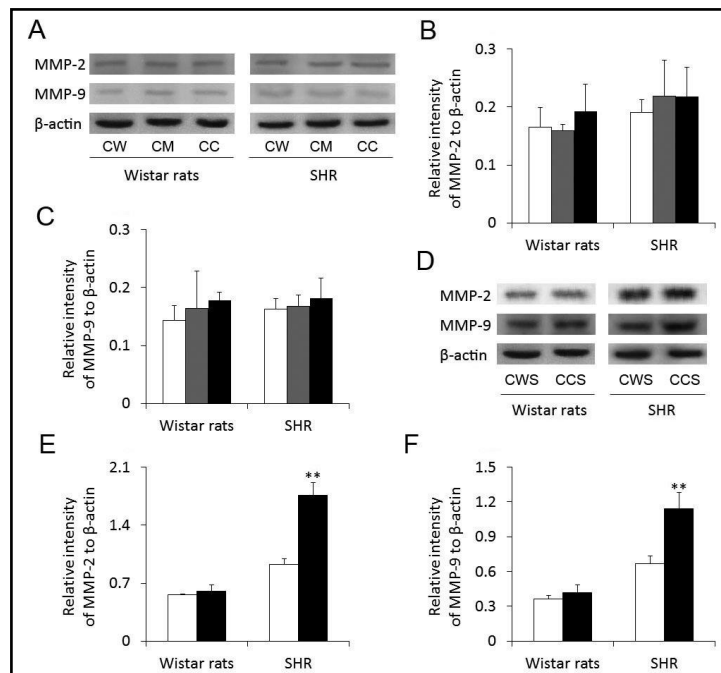 A
MMP-2
MMP-9
β-actin
CW CM CC CW CM CC
Wistar rats SHR
B
Relative intensity
of MMP-2 to β-actin
0.3
0.2
0.1
0
Wistar rats SHR
C
Relative intensity
of MMP-9 to β-actin
0.3
0.2
0.1
0
Wistar rats SHR
D
MMP-2
MMP-9
β-actin
CWS CCS CWS CCS
Wistar rats SHR
E
Relative intensity
of MMP-2 to β-actin
2.1
1.4
0.7
0
**
Wistar rats SHR
F
Relative intensity
of MMP-9 to β-actin
1.5
1.2
0.9
0.6
0.3
0
**
Wistar rats SHR